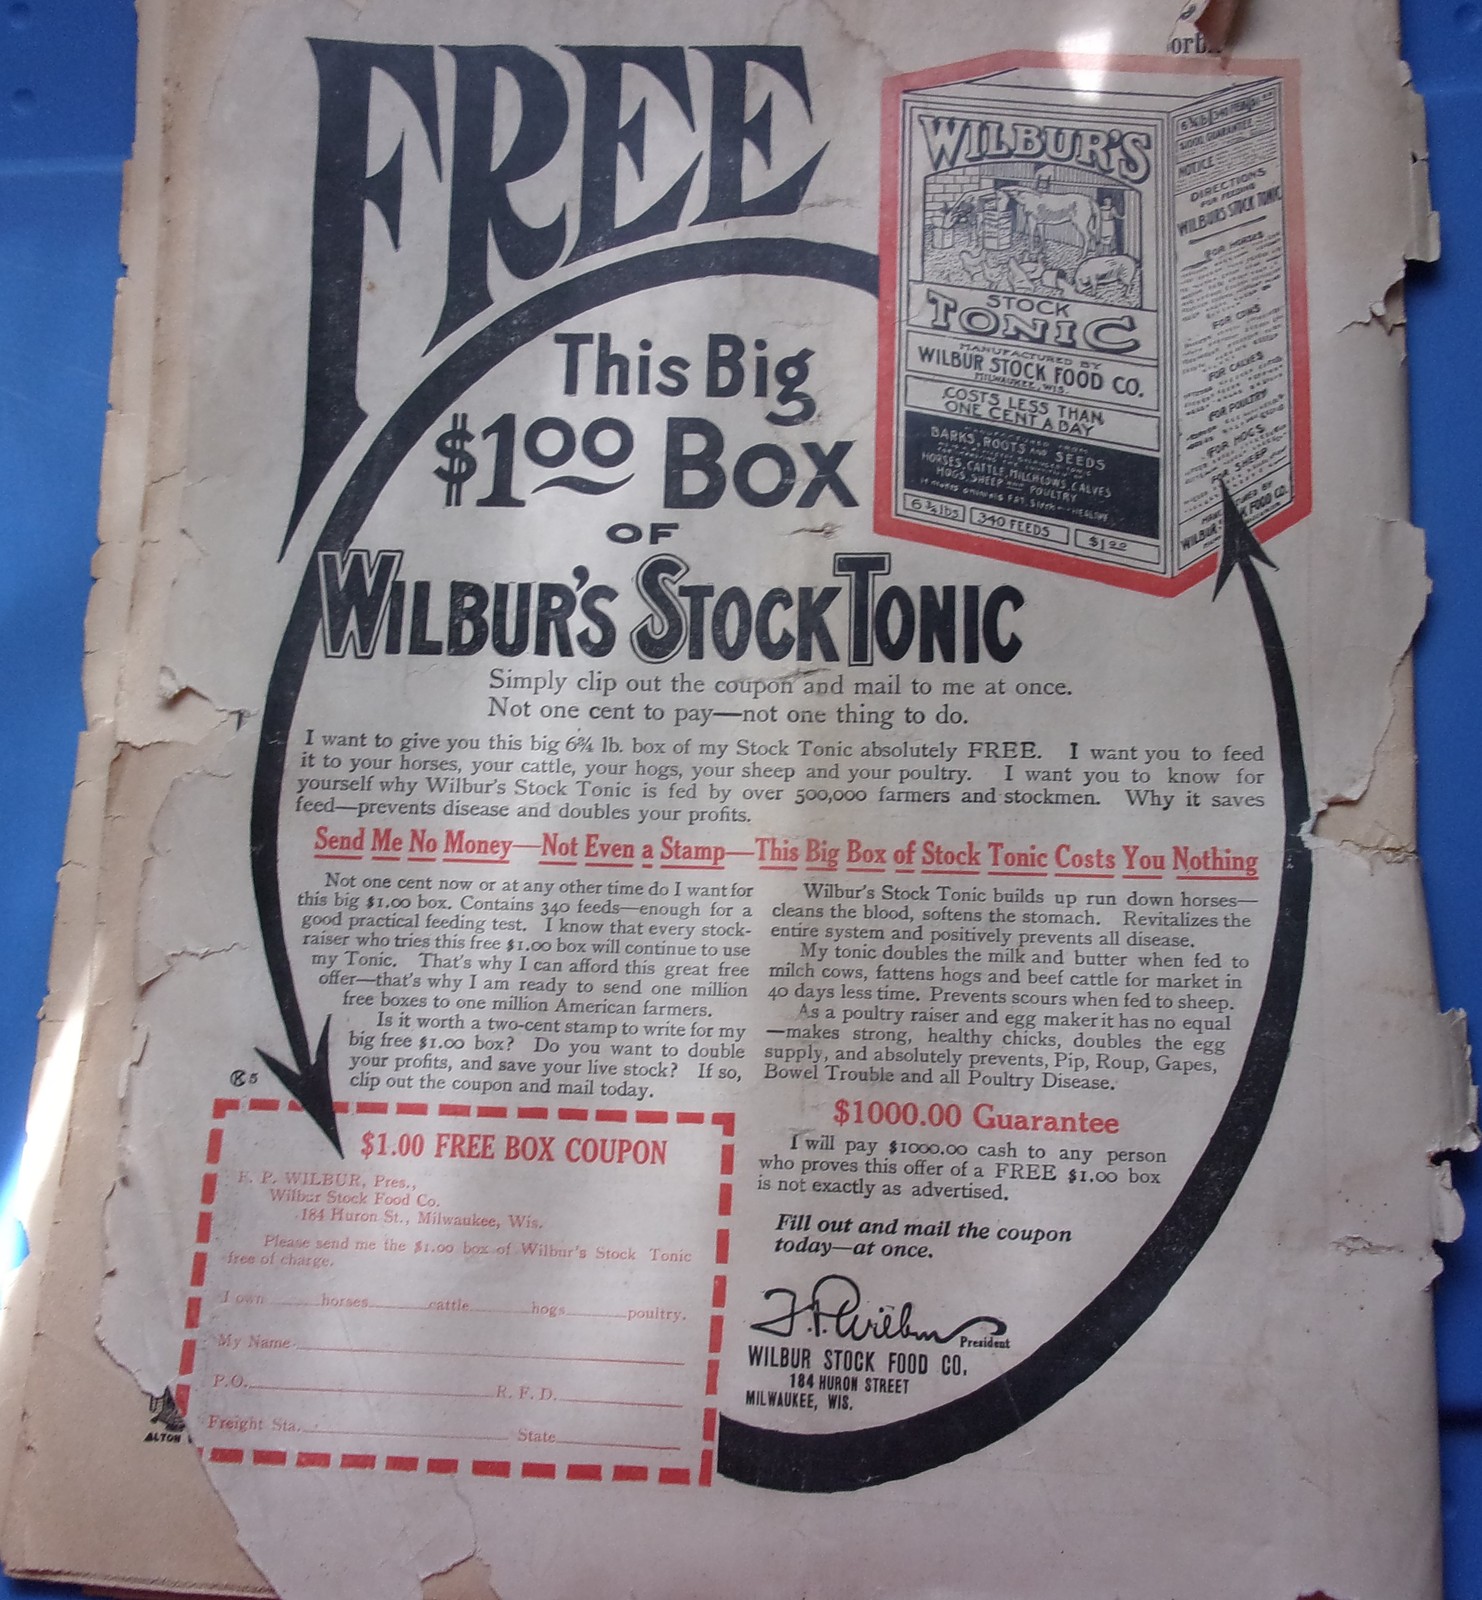 FREE
This Big
$1.00 Box
OF
WILBUR'S STOCK TONIC
WILBUR'S
STOCK
TONIC
MANUFACTURED BY
WILBUR STOCK FOOD CO.
MILWAUKEE, WIS.
COSTS LESS THAN
ONE CENT A DAY
BARKS, ROOTS AND SEEDS
HORSES, CATTLE, MILCH COWS, CALVES
HOGS, SHEEP AND POULTRY
6 3/4 lbs 340 FEEDS $1.00
NOTICE
DIRECTIONS
FOR FEEDING
WILBUR'S STOCK TONIC
FOR HORSES
FOR COWS
FOR CALVES
FOR POULTRY
FOR HOGS
SHEEP
Simply clip out the coupon and mail to me at once.
Not one cent to pay—not one thing to do.
I want to give you this big 6¾ lb. box of my Stock Tonic absolutely FREE. I want you to feed
it to your horses, your cattle, your hogs, your sheep and your poultry. I want you to know for
yourself why Wilbur's Stock Tonic is fed by over 500,000 farmers and stockmen. Why it saves
feed—prevents disease and doubles your profits.
Send Me No Money—Not Even a Stamp—This Big Box of Stock Tonic Costs You Nothing
Not one cent now or at any other time do I want for
this big $1.00 box. Contains 340 feeds—enough for a
good practical feeding test. I know that every stock-
raiser who tries this free $1.00 box will continue to use
my Tonic. That's why I can afford this great free
offer—that's why I am ready to send one million
free boxes to one million American farmers.
Is it worth a two-cent stamp to write for my
big free $1.00 box? Do you want to double
your profits, and save your live stock? If so,
clip out the coupon and mail today.
Wilbur's Stock Tonic builds up run down horses—
cleans the blood, softens the stomach. Revitalizes the
entire system and positively prevents all disease.
My tonic doubles the milk and butter when fed to
milch cows, fattens hogs and beef cattle for market in
40 days less time. Prevents scours when fed to sheep.
As a poultry raiser and egg maker it has no equal
—makes strong, healthy chicks, doubles the egg
supply, and absolutely prevents, Pip, Roup, Gapes,
Bowel Trouble and all Poultry Disease.
$1000.00 Guarantee
I will pay $1000.00 cash to any person
who proves this offer of a FREE $1.00 box
is not exactly as advertised.
Fill out and mail the coupon
today—at once.
F. P. Wilbur
President
WILBUR STOCK FOOD CO.
184 HURON STREET
MILWAUKEE, WIS.
K 5
$1.00 FREE BOX COUPON
F. P. WILBUR, Pres.,
Wilbur Stock Food Co.
184 Huron St., Milwaukee, Wis.
Please send me the $1.00 box of Wilbur's Stock Tonic
free of charge.
I own horses cattle hogs poultry.
My Name
P.O. R. F. D.
Freight Sta. State
ALTON